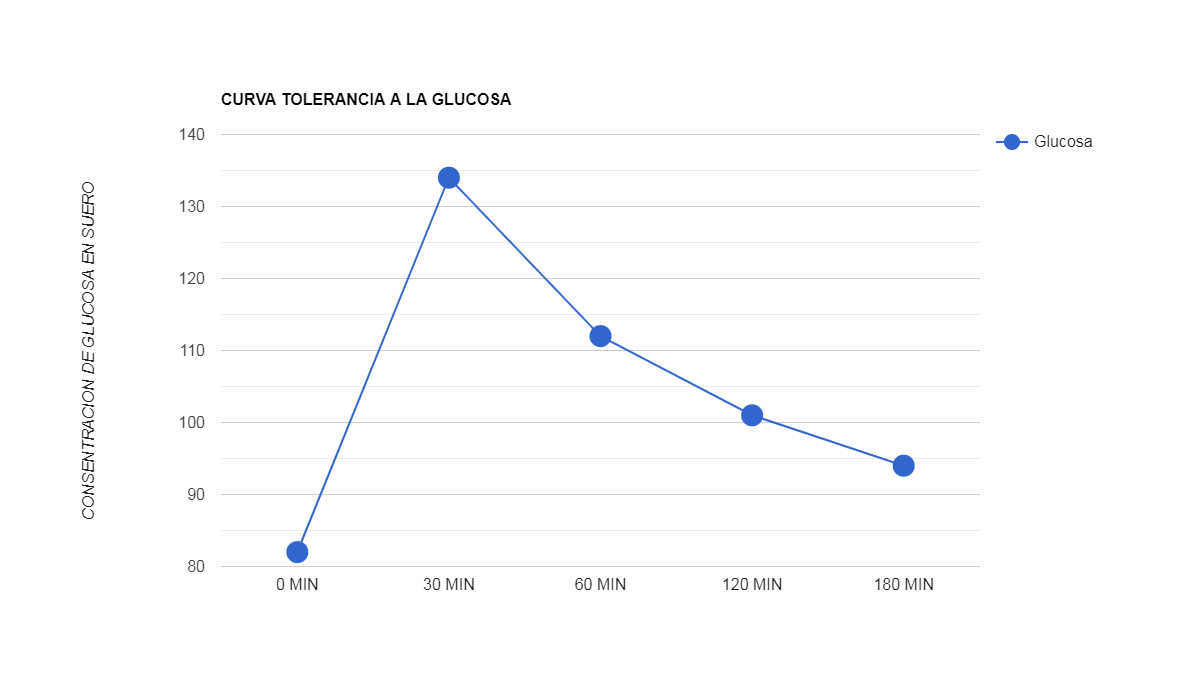 CURVA TOLERANCIA A LA GLUCOSA
Glucosa
CONSENTRACION DE GLUCOSA EN SUERO
140
130
120
110
100
90
80
0 MIN 30 MIN 60 MIN 120 MIN 180 MIN